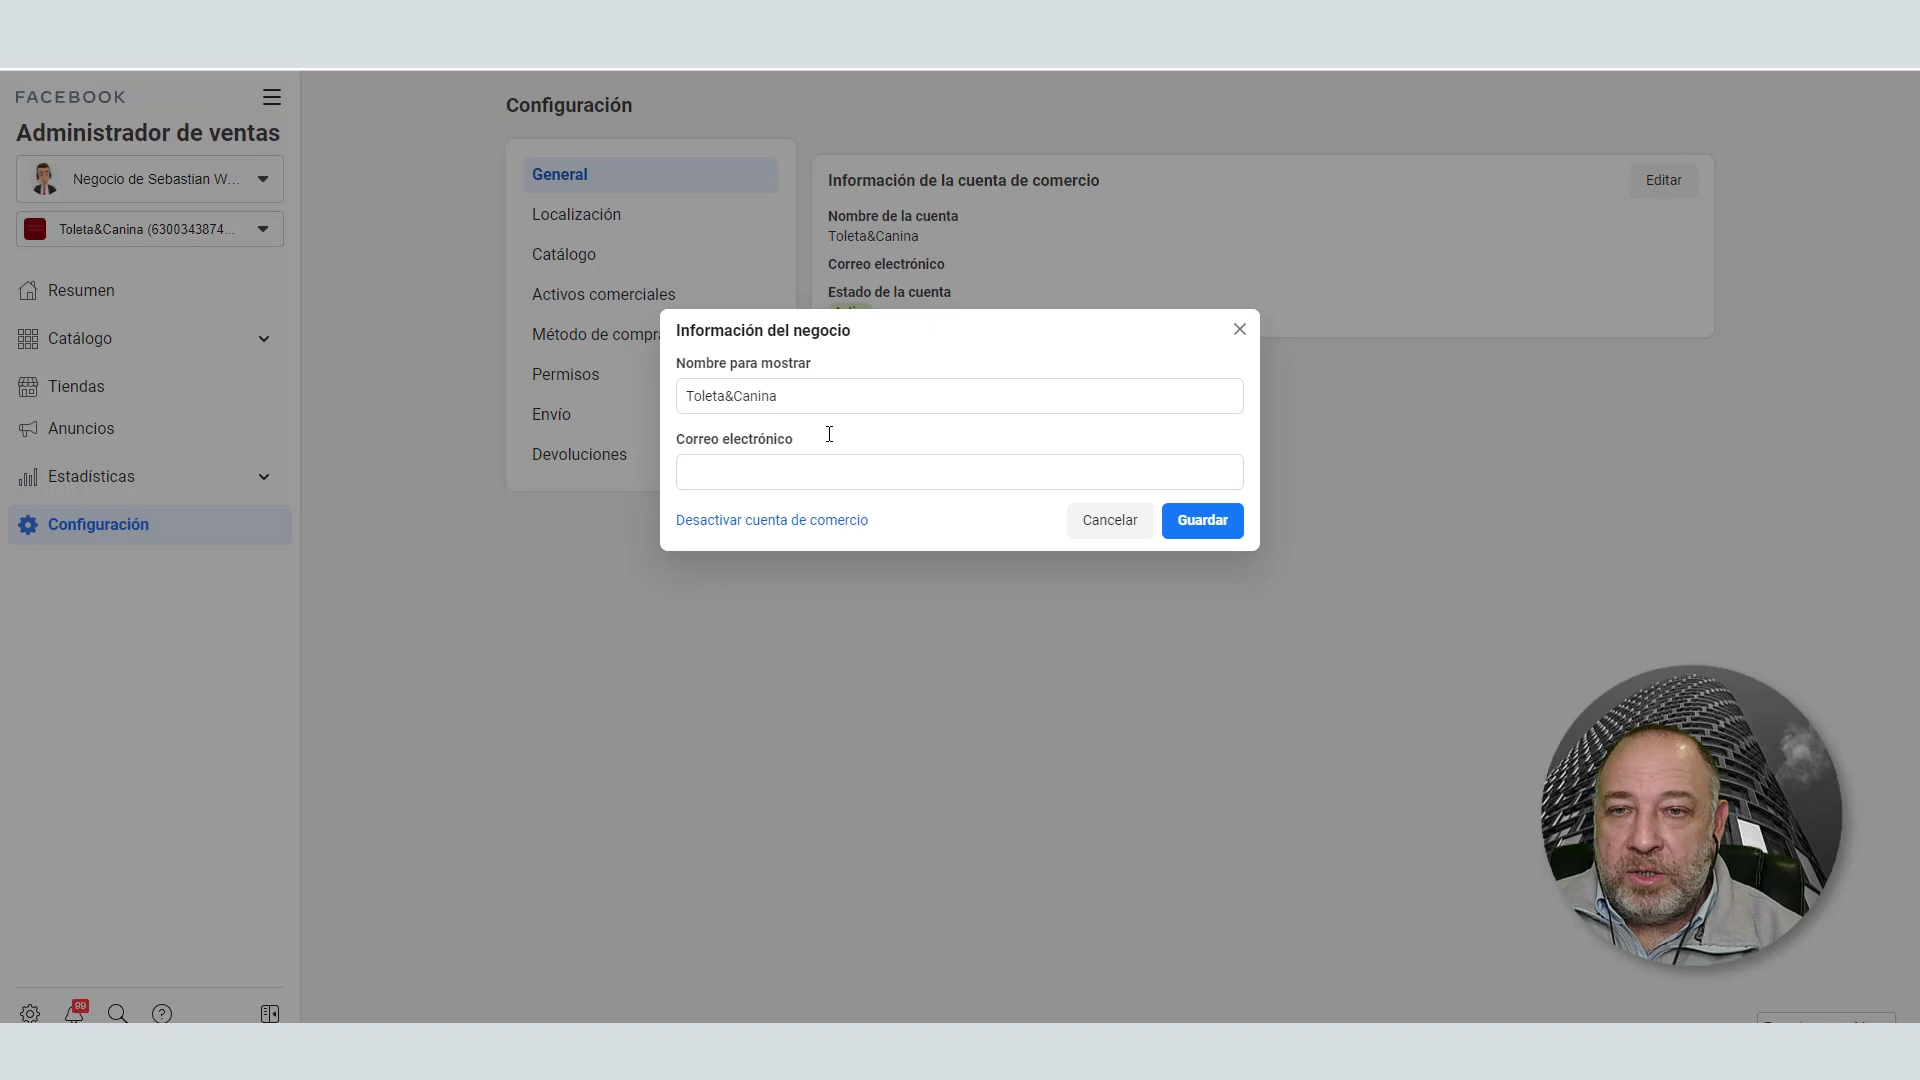 FACEBOOK
Administrador de ventas
Negocio de Sebastian W...
Toleta&Canina (6300343874...
Resumen
Catálogo
Tiendas
Anuncios
Estadísticas
Configuración
99
Configuración
General
Localización
Catálogo
Activos comerciales
Método de compra
Permisos
Envío
Devoluciones
Información de la cuenta de comercio
Editar
Nombre de la cuenta
Toleta&Canina
Correo electrónico
Estado de la cuenta
Información del negocio
Nombre para mostrar
Toleta&Canina
Correo electrónico
Desactivar cuenta de comercio
Cancelar
Guardar